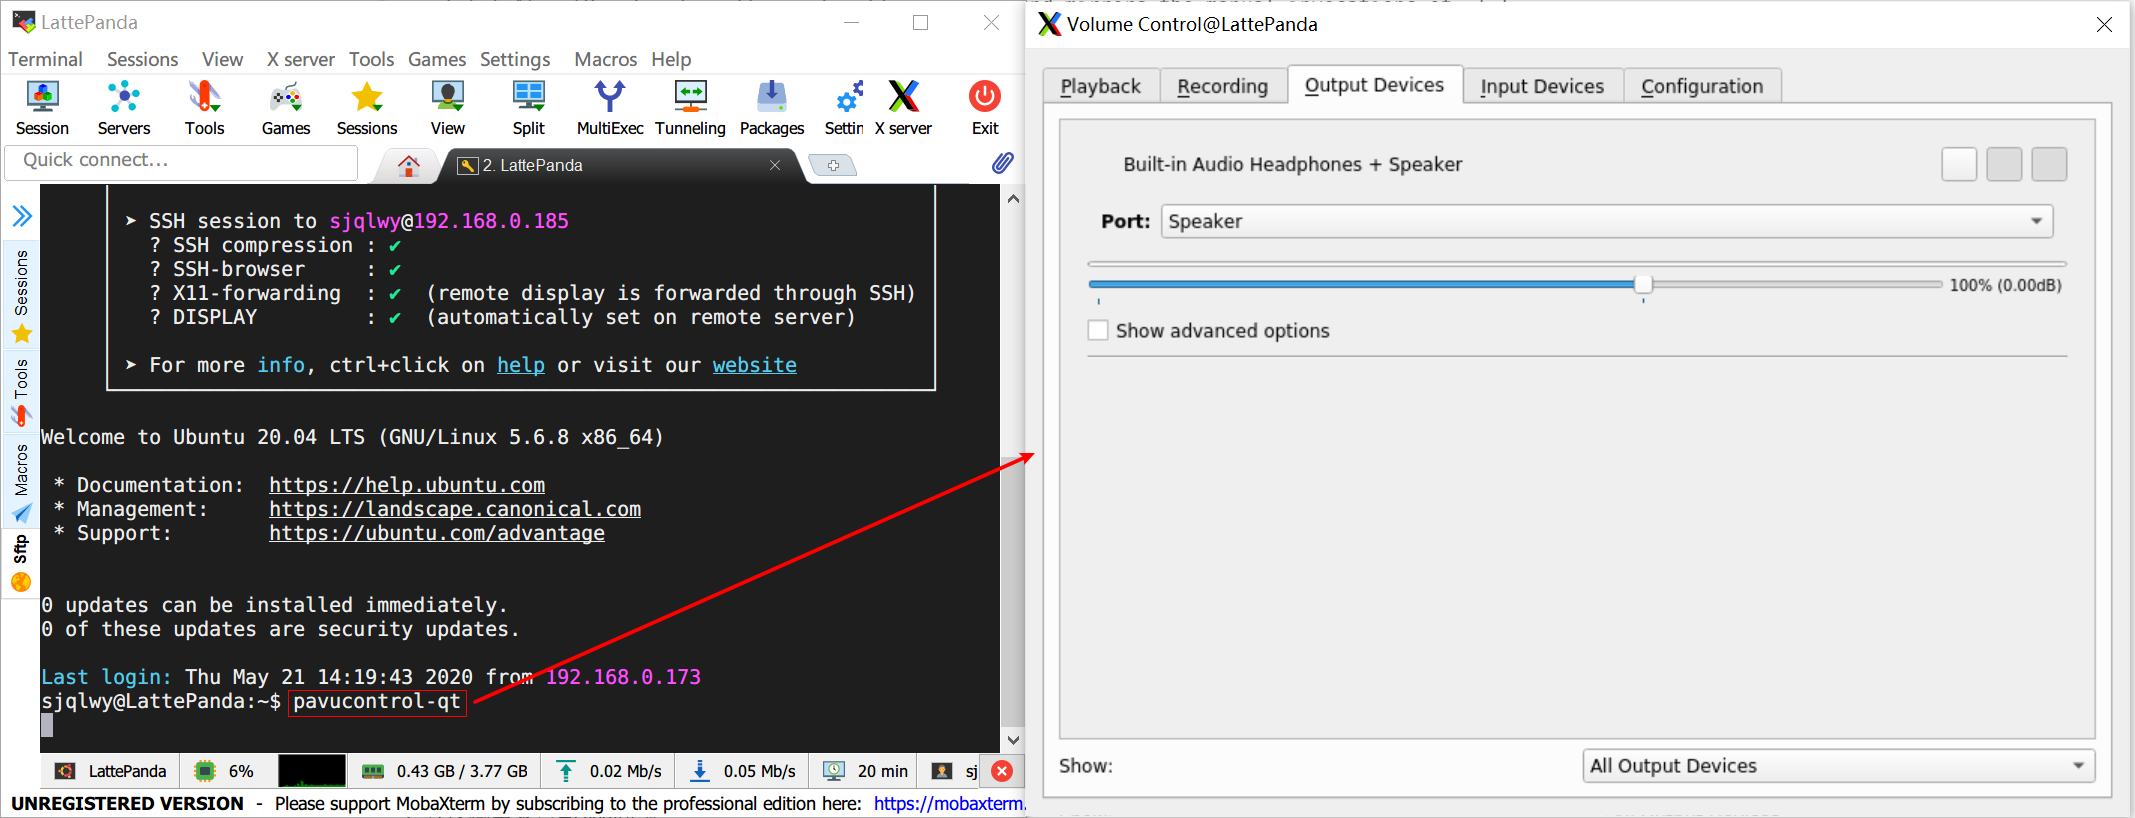 LattePanda
Terminal Sessions View X server Tools Games Settings Macros Help
Session Servers Tools Games Sessions View Split MultiExec Tunneling Packages Settin X server Exit
Quick connect...
2. LattePanda
➤ SSH session to sjqlwy@192.168.0.185
? SSH compression : ✔
? SSH-browser : ✔
? X11-forwarding : ✔ (remote display is forwarded through SSH)
? DISPLAY : ✔ (automatically set on remote server)
➤ For more info, ctrl+click on help or visit our website
Welcome to Ubuntu 20.04 LTS (GNU/Linux 5.6.8 x86_64)
* Documentation: https://help.ubuntu.com
* Management: https://landscape.canonical.com
* Support: https://ubuntu.com/advantage
0 updates can be installed immediately.
0 of these updates are security updates.
Last login: Thu May 21 14:19:43 2020 from 192.168.0.173
sjqlwy@LattePanda:~$ pavucontrol-qt
Sessions
Tools
Macros
Sftp
LattePanda 6% 0.43 GB / 3.77 GB 0.02 Mb/s 0.05 Mb/s 20 min sj
UNREGISTERED VERSION - Please support MobaXterm by subscribing to the professional edition here: https://mobaxterm.
Volume Control@LattePanda
Playback Recording Output Devices Input Devices Configuration
Built-in Audio Headphones + Speaker
Port: Speaker
100% (0.00dB)
Show advanced options
Show: All Output Devices